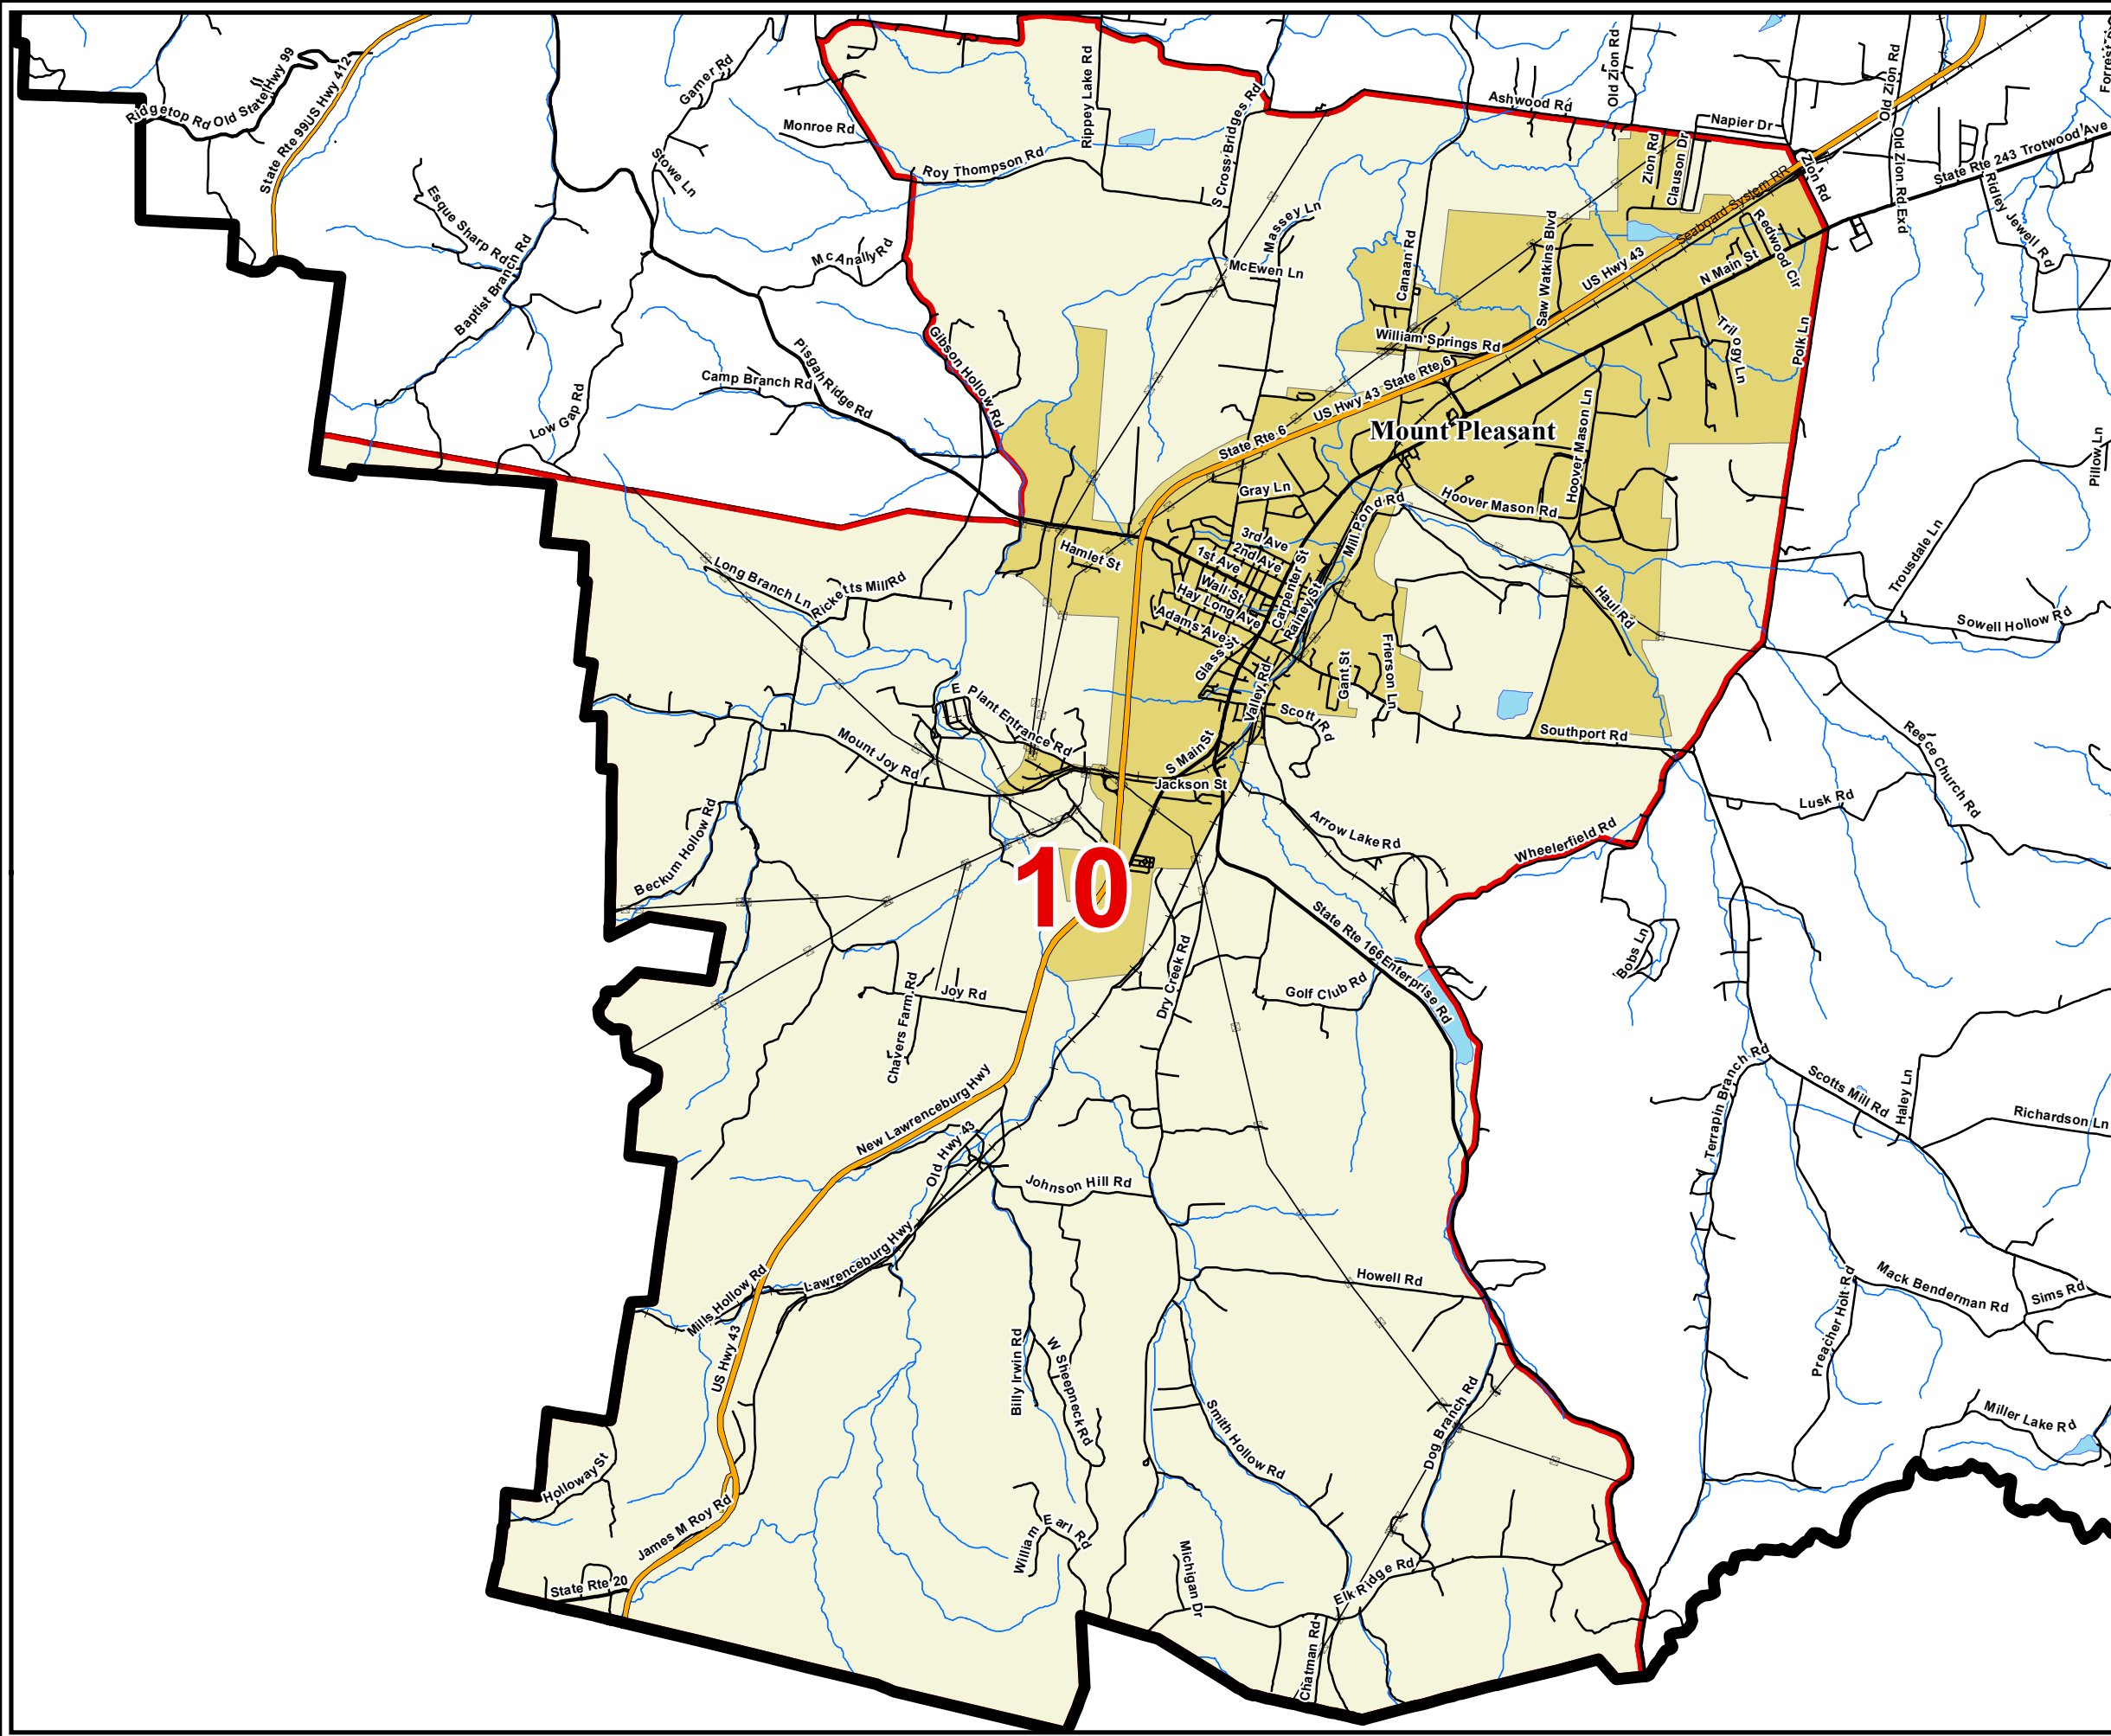 Ridgetop Rd
Old State Hwy 99
State Rte 99
US Hwy 412
Garner Rd
Monroe Rd
Stowe Ln
Esque Sharp Rd
Baptist Branch Rd
McAnally Rd
Roy Thompson Rd
Rippey Lake Rd
S Cross Bridges Rd
Massey Ln
McEwen Ln
Ashwood Rd
Old Zion Rd
Napier Dr
Zion Rd
Clauson Dr
Old Zion Rd
Old Zion Rd Exd
Zion Rd
State Rte 243
Trotwood Ave
Ridley Jewell Rd
Seaboard System RR
Redwood Cir
N Main St
US Hwy 43
Saw Watkins Blvd
Canaan Rd
William Springs Rd
State Rte 6
US Hwy 43
State Rte 6
Trilogy Ln
Polk Ln
Gibson Hollow Rd
Pisgah Ridge Rd
Camp Branch Rd
Low Gap Rd
Mount Pleasant
Hoover Mason Ln
Hoover Mason Rd
Gray Ln
Mill Pond Rd
Pillow Ln
Trousdale Ln
Sowell Hollow Rd
3rd Ave
2nd Ave
1st Ave
Wall St
Hay Long Ave
Adams Ave
Carpenter St
Rainey St
Glass St
Hamlet St
Long Branch Ln
Ricketts Mill Rd
Haul Rd
Frierson Ln
Gant St
Valley Rd
Scott Rd
Southport Rd
E Plant Entrance Rd
Mount Joy Rd
S Main St
Jackson St
Reece Church Rd
Lusk Rd
Arrow Lake Rd
Wheelerfield Rd
Beckum Hollow Rd
10
State Rte 166
Enterprise Rd
Bobs Ln
Golf Club Rd
Dry Creek Rd
Joy Rd
Chavers Farm Rd
New Lawrenceburg Hwy
Old Hwy 43
Terrapin Branch Rd
Scotts Mill Rd
Haley Ln
Richardson Ln
Johnson Hill Rd
Lawrenceburg Hwy
Mills Hollow Rd
US Hwy 43
Howell Rd
Mack Benderman Rd
Sims Rd
Preacher Holt Rd
Billy Irwin Rd
W Sheepneck Rd
Smith Hollow Rd
Dog Branch Rd
Miller Lake Rd
Holloway St
James M Roy Rd
State Rte 20
William Earl Rd
Michigan Dr
Elk Ridge Rd
Chatman Rd